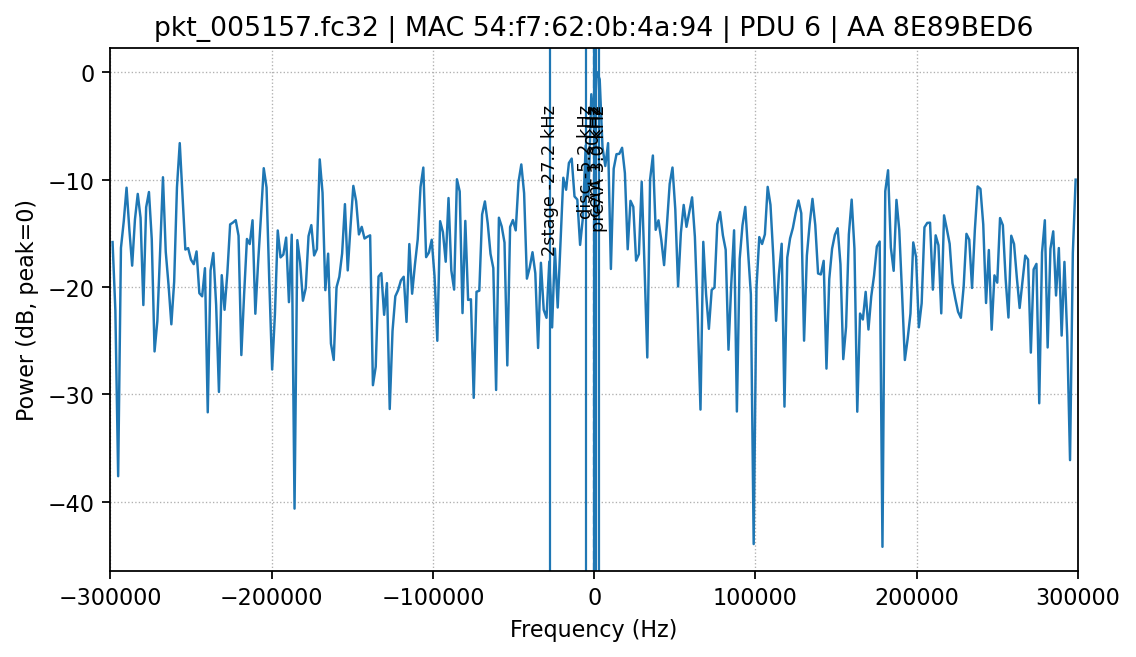 pkt_005157.fc32 | MAC 54:f7:62:0b:4a:94 | PDU 6 | AA 8E89BED6
Power (dB, peak=0)
0
−10
−20
−30
−40
2stage -27.2 kHz
disc -5.2 kHz
−300000
−200000
−100000
0
100000
200000
300000
Frequency (Hz)